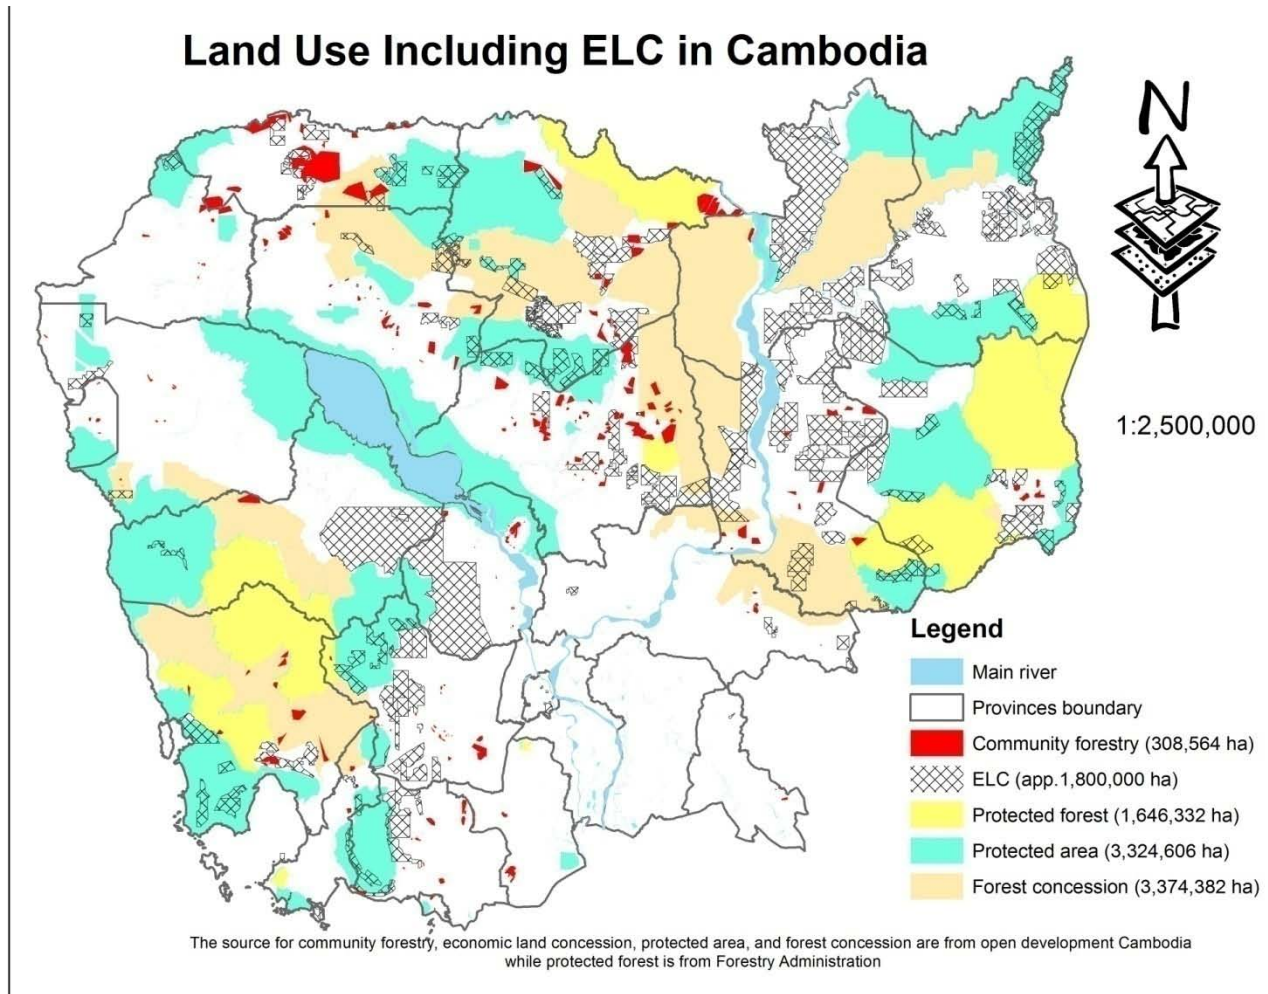 Land Use Including ELC in Cambodia
N
1:2,500,000
Legend
Main river
Provinces boundary
Community forestry (308,564 ha)
ELC (app.1,800,000 ha)
Protected forest (1,646,332 ha)
Protected area (3,324,606 ha)
Forest concession (3,374,382 ha)
The source for community forestry, economic land concession, protected area, and forest concession are from open development Cambodia
while protected forest is from Forestry Administration